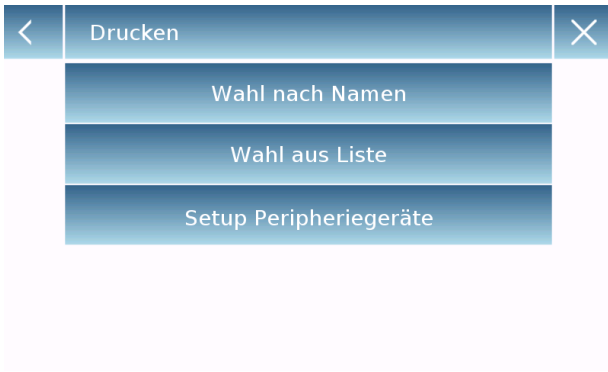 Drucken
Wahl nach Namen
Wahl aus Liste
Setup Peripheriegeräte